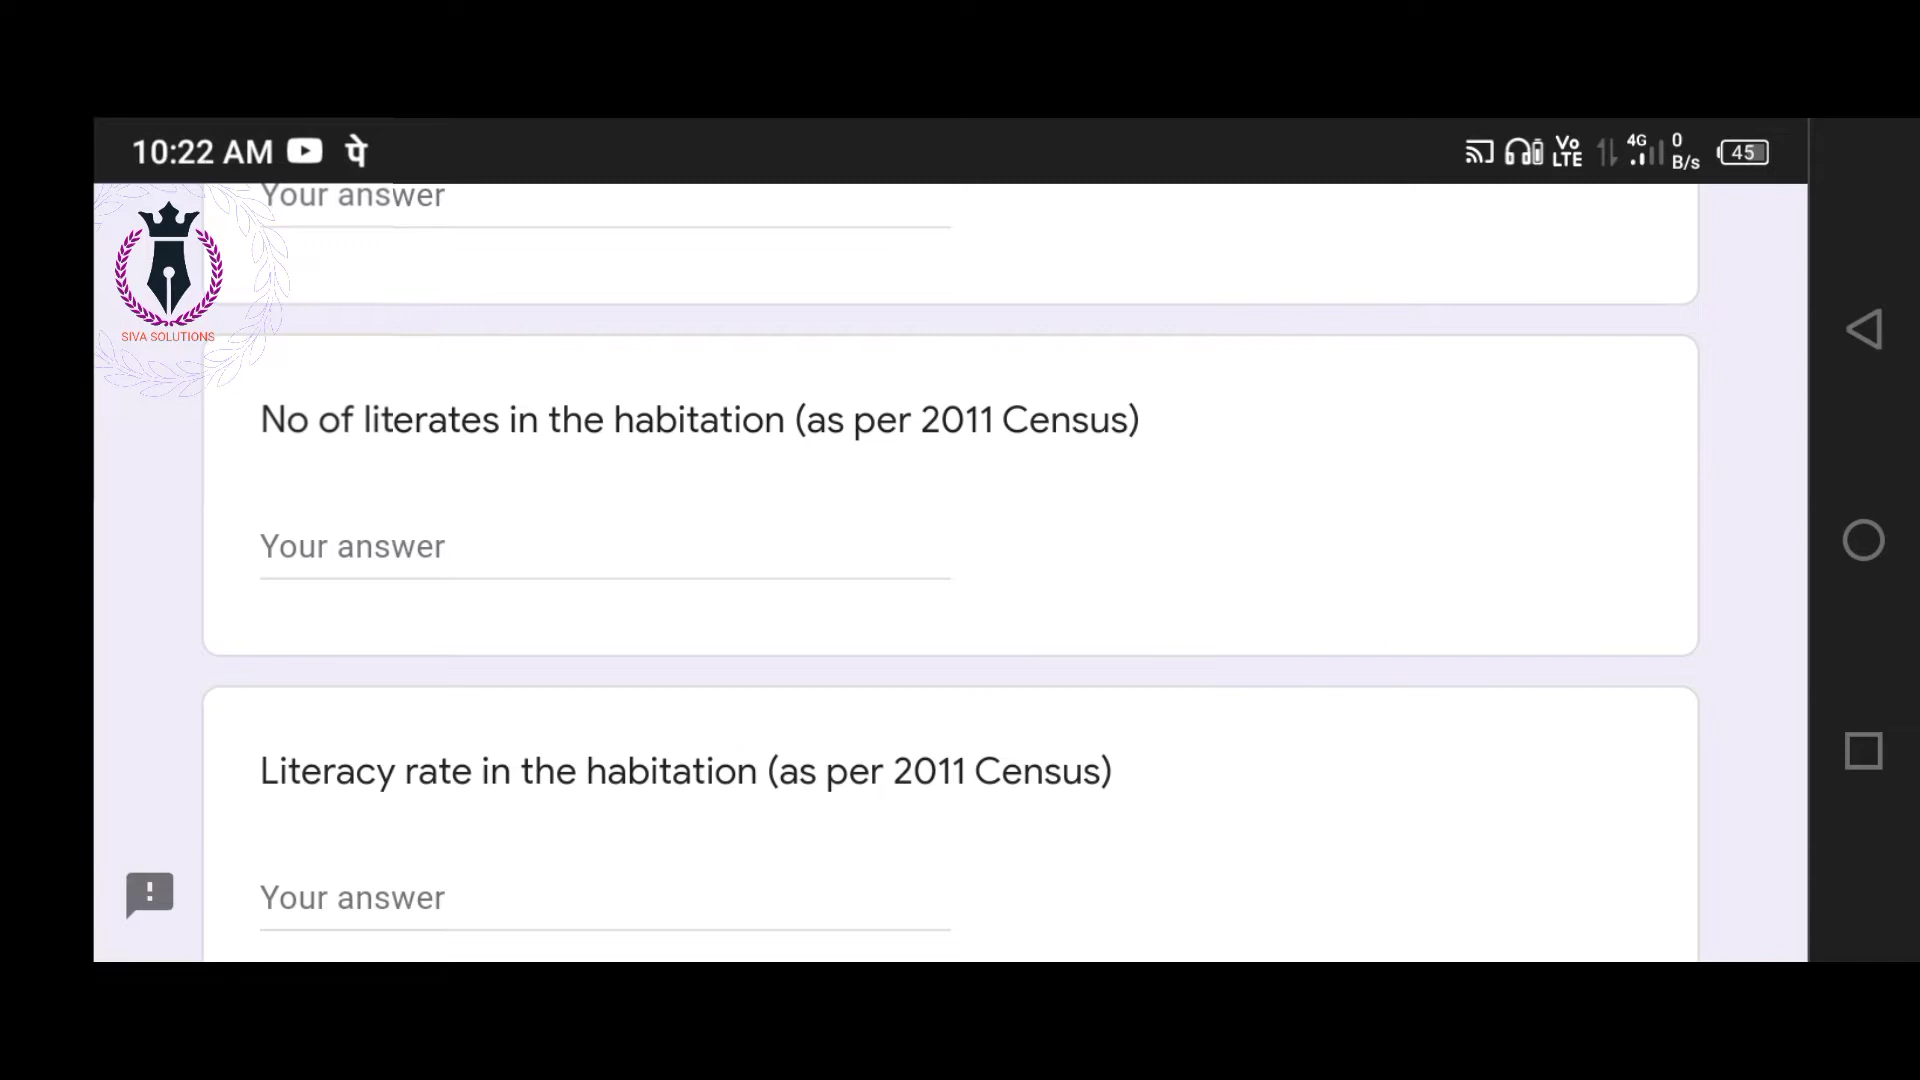 10:22 AM पे
Vo LTE 4G 0 B/s 45
Your answer
SIVA SOLUTIONS
No of literates in the habitation (as per 2011 Census)
Your answer
Literacy rate in the habitation (as per 2011 Census)
Your answer